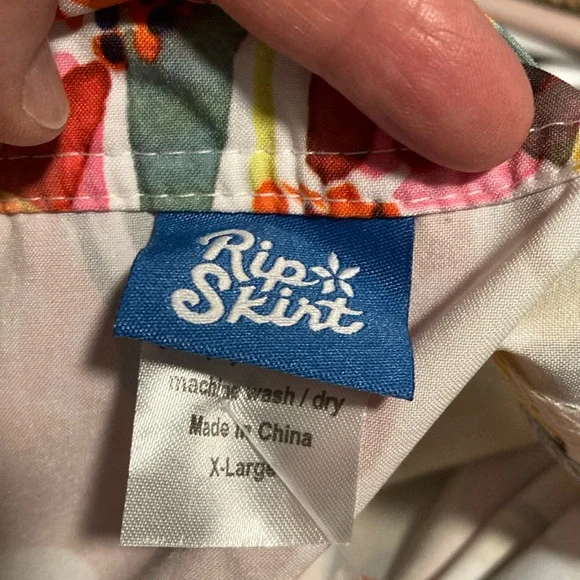 Rip
Skirt
machine wash / dry
Made in China
X-Large